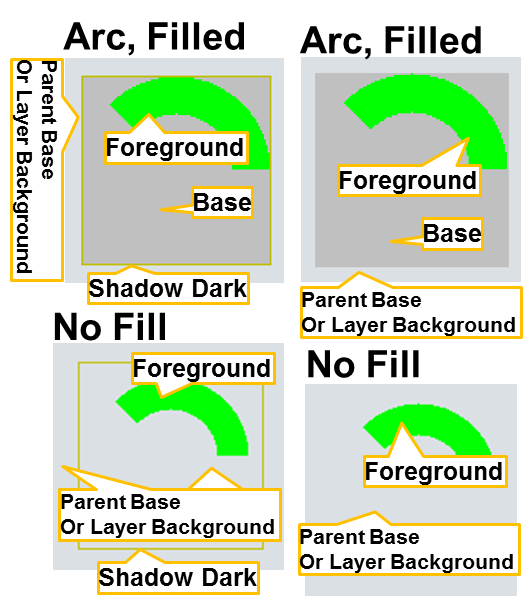 Arc, Filled
Parent Base
Or Layer Background
Foreground
Base
Shadow Dark
Arc, Filled
Foreground
Base
Parent Base
Or Layer Background
No Fill
Foreground
Parent Base
Or Layer Background
Shadow Dark
No Fill
Foreground
Parent Base
Or Layer Background